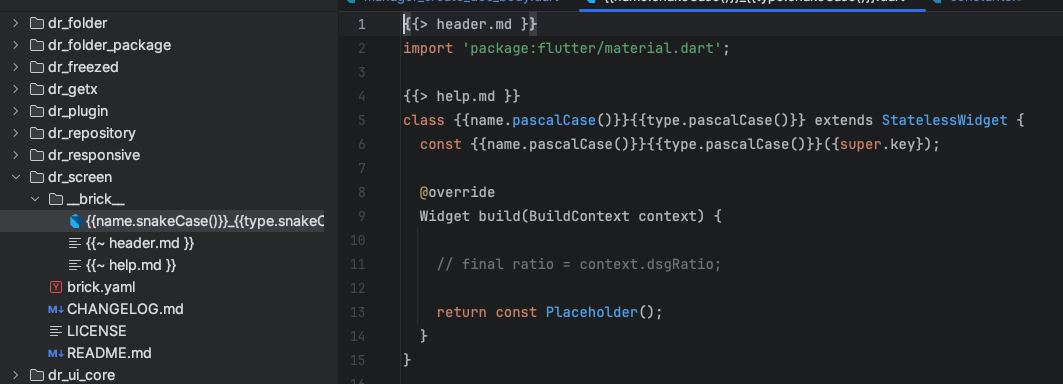 dr_folder
dr_folder_package
dr_freezed
dr_getx
dr_plugin
dr_repository
dr_responsive
dr_screen
__brick__
{{name.snakeCase()}}_{{type.snakeC
{{~ header.md }}
{{~ help.md }}
brick.yaml
M↓ CHANGELOG.md
LICENSE
M↓ README.md
dr_ui_core
1 {{> header.md }}
2 import 'package:flutter/material.dart';
3
4 {{> help.md }}
5 class {{name.pascalCase()}}{{type.pascalCase()}} extends StatelessWidget {
6 const {{name.pascalCase()}}{{type.pascalCase()}}({super.key});
7
8 @override
9 Widget build(BuildContext context) {
10
11 // final ratio = context.dsgRatio;
12
13 return const Placeholder();
14 }
15 }
16